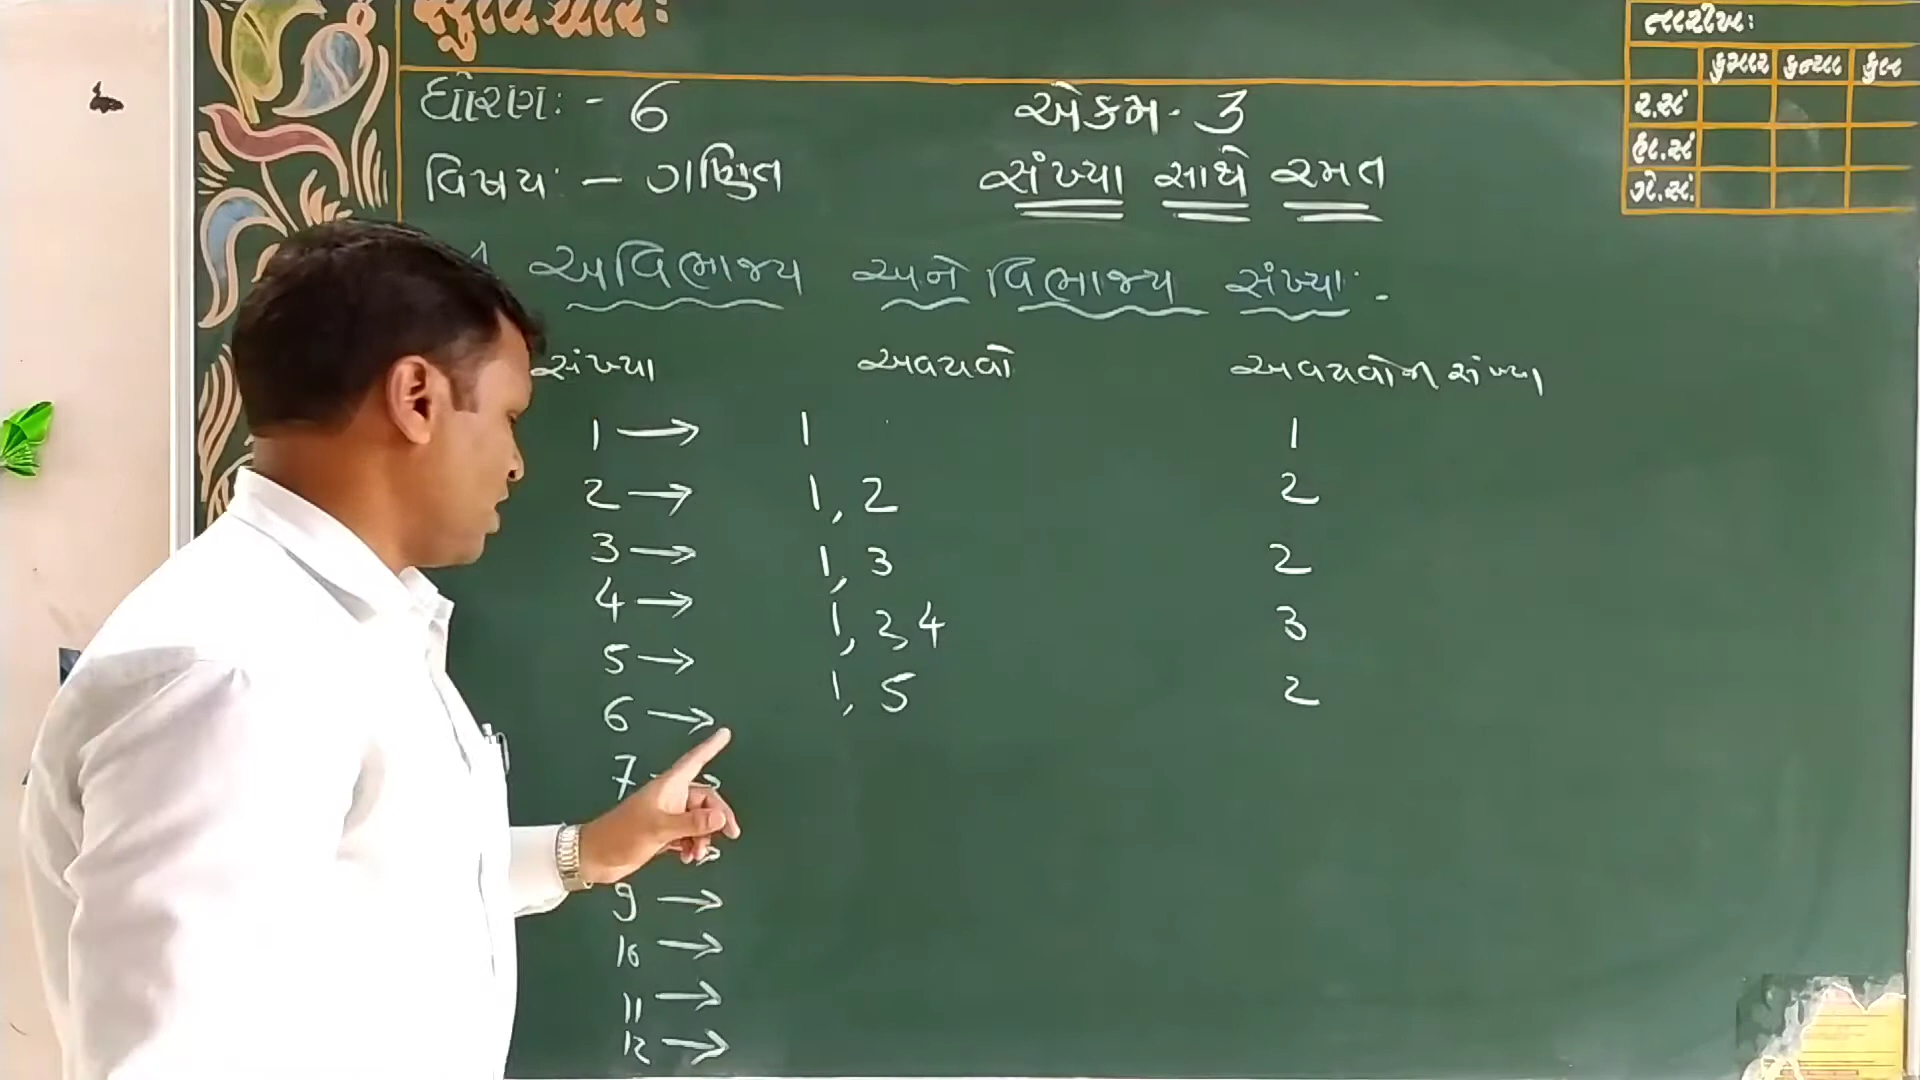 સુવિચાર:
તારીખ:
કુમાર કન્યા કુલ
ર.સં
હા.સં
ગે.સં.
ધોરણ: - 6
એકમ - 3
વિષય: - ગણિત
સંખ્યા સાથે રમત
અવિભાજ્ય અને વિભાજ્ય સંખ્યા: -
સંખ્યા અવયવો અવયવોની સંખ્યા
1 → 1 1
2 → 1, 2 2
3 → 1, 3 2
4 → 1, 2, 4 3
5 → 1, 5 2
6 →
7 →
9 →
10 →
11 →
12 →